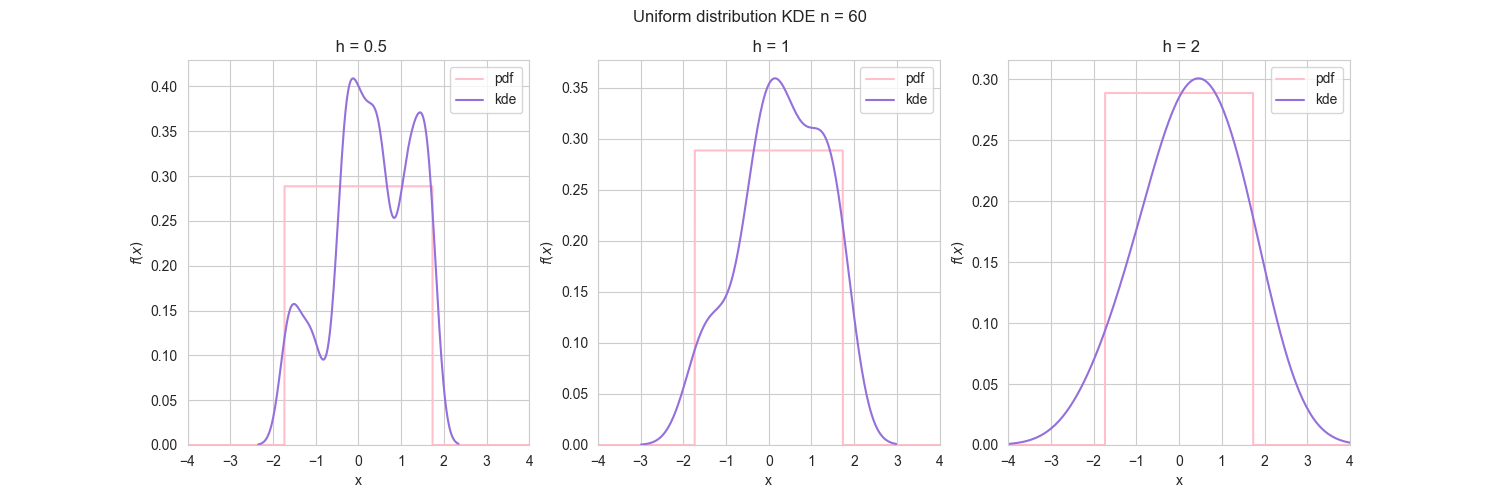 Uniform distribution KDE n = 60
h = 0.5
pdf
kde
0.40
0.35
0.30
0.25
0.20
0.15
0.10
0.05
0.00
f(x)
−4 −3 −2 −1 0 1 2 3 4
x
h = 1
pdf
kde
0.35
0.30
0.25
0.20
0.15
0.10
0.05
0.00
f(x)
−4 −3 −2 −1 0 1 2 3 4
x
h = 2
pdf
kde
0.30
0.25
0.20
0.15
0.10
0.05
0.00
f(x)
−4 −3 −2 −1 0 1 2 3 4
x